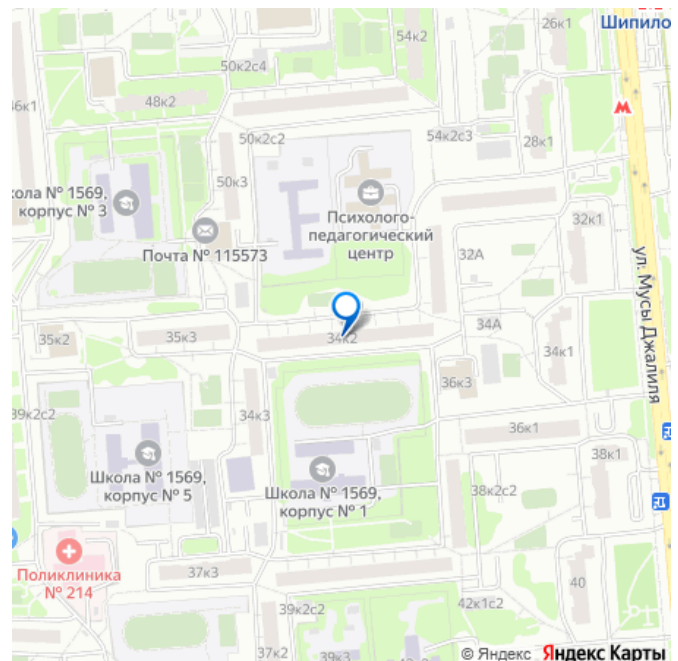 54к2
26к1
Шипило
50к2с4
46к1
48к2
М
50к2с2
54к2с3
28к1
50к3
кола № 1569,
корпус № 3
Психолого-
педагогический
центр
32к1
Почта № 115573
32А
ул. Мусы Джалиля
35к2
35к3
34к2
34А
34к1
36к3
39к2с2
34к3
36к1
38к1
Школа № 1569,
корпус № 5
Школа № 1569,
корпус № 1
38к2с2
Поликлиника
№ 214
37к3
40
39к2с2
42к1с2
37к2
39к3
© Яндекс Яндекс Карты